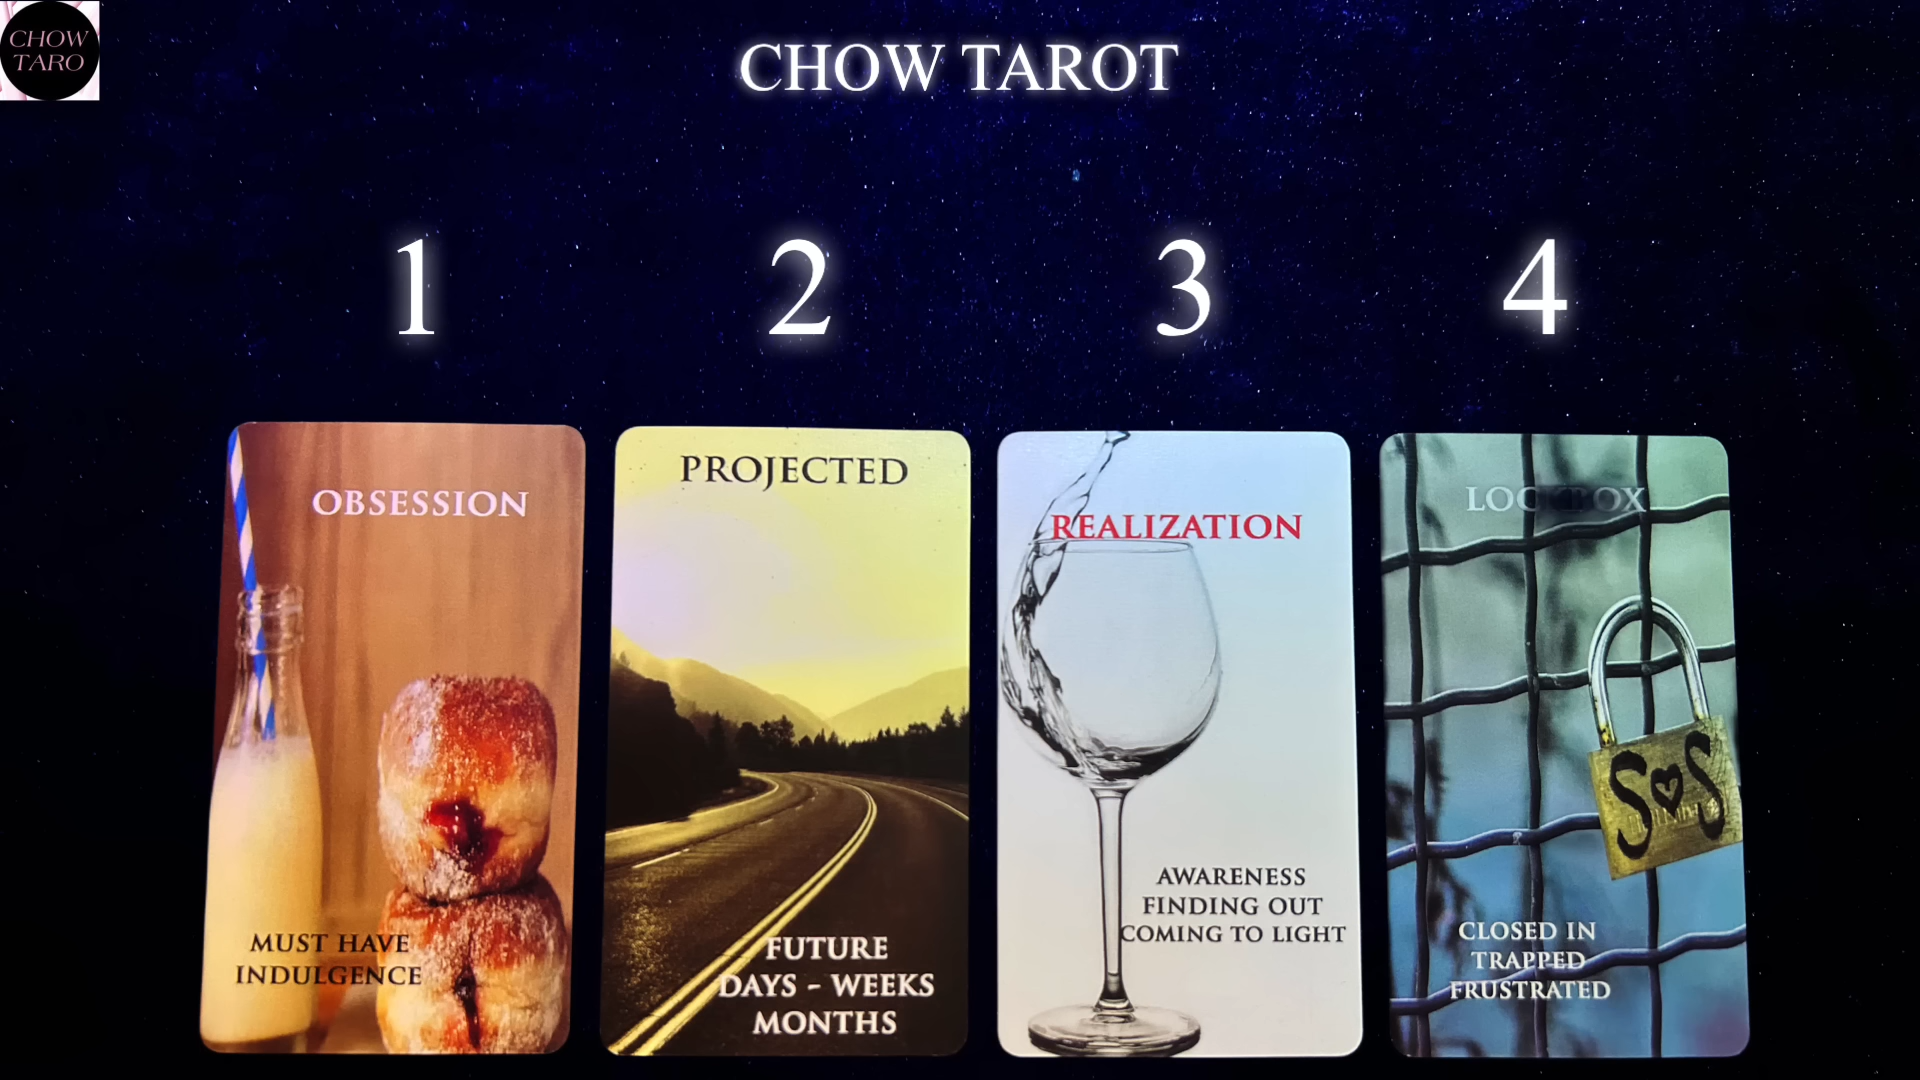 CHOW
TARO
CHOW TAROT
1
2
3
4
OBSESSION
MUST HAVE
INDULGENCE
PROJECTED
FUTURE
DAYS - WEEKS
MONTHS
REALIZATION
AWARENESS
FINDING OUT
COMING TO LIGHT
LOCKBOX
S S
CLOSED IN
TRAPPED
FRUSTRATED